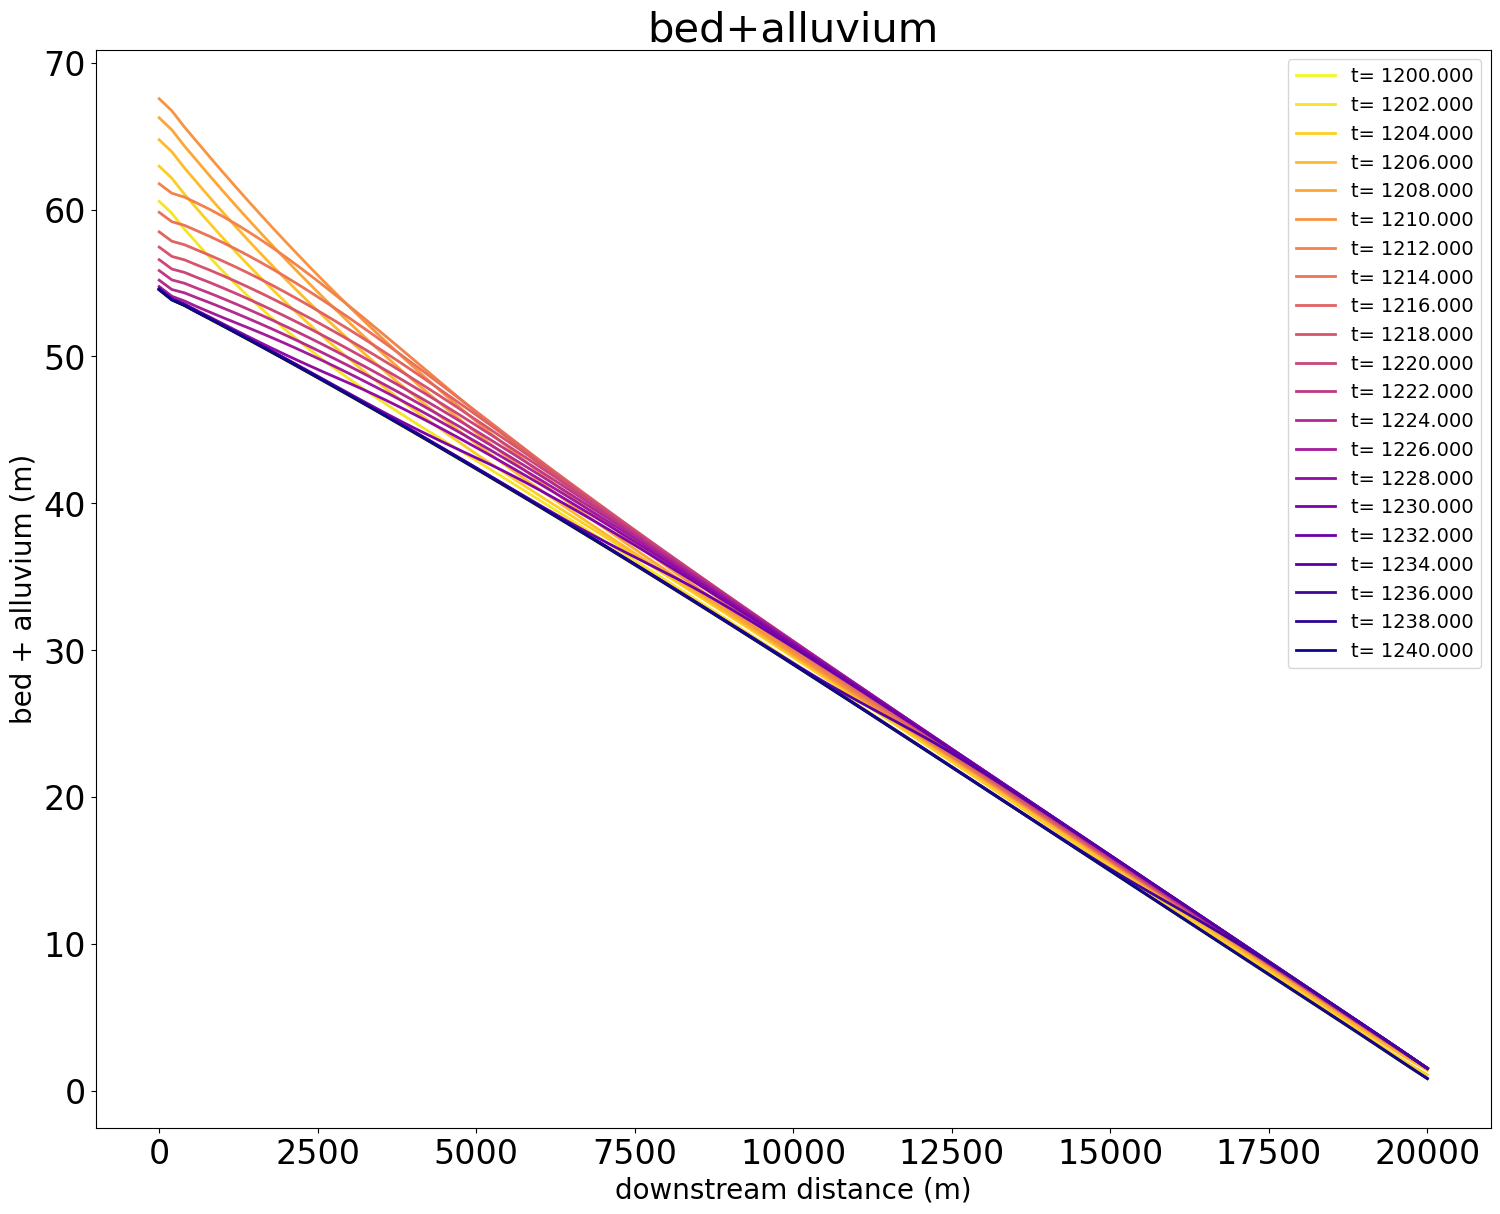 bed+alluvium
70
60
50
40
30
20
10
0
bed + alluvium (m)
t= 1200.000
t= 1202.000
t= 1204.000
t= 1206.000
t= 1208.000
t= 1210.000
t= 1212.000
t= 1214.000
t= 1216.000
t= 1218.000
t= 1220.000
t= 1222.000
t= 1224.000
t= 1226.000
t= 1228.000
t= 1230.000
t= 1232.000
t= 1234.000
t= 1236.000
t= 1238.000
t= 1240.000
0 2500 5000 7500 10000 12500 15000 17500 20000
downstream distance (m)